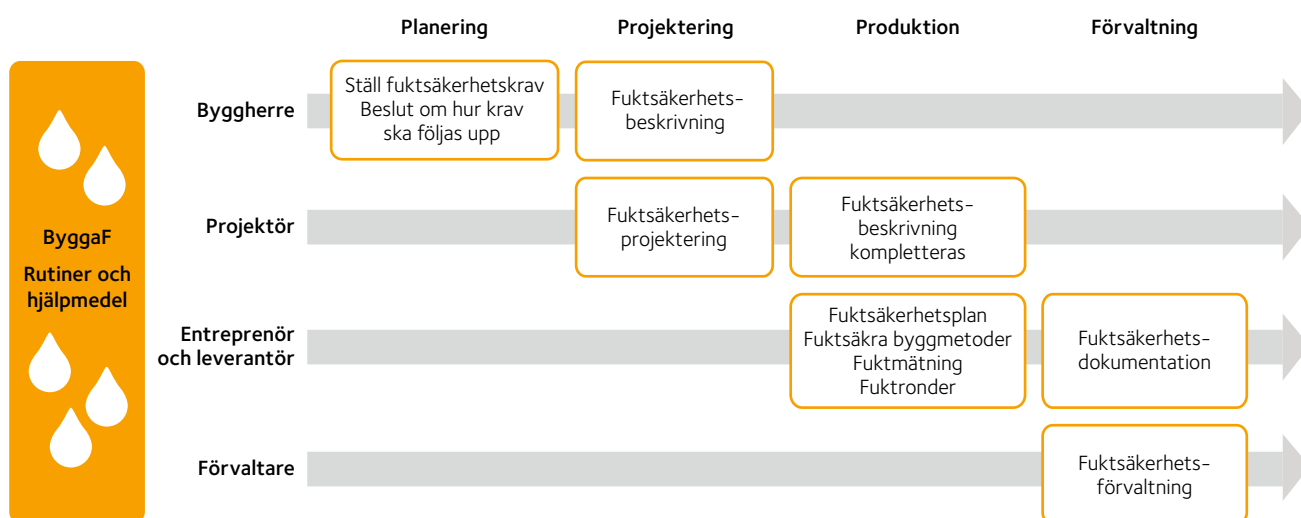 Planering
Projektering
Produktion
Förvaltning
ByggaF
Rutiner och
hjälpmedel
Byggherre
Ställ fuktsäkerhetskrav
Beslut om hur krav
ska följas upp
Fuktsäkerhets-
beskrivning
Projektör
Fuktsäkerhets-
projektering
Fuktsäkerhets-
beskrivning
kompletteras
Entreprenör
och leverantör
Fuktsäkerhetsplan
Fuktsäkra byggmetoder
Fuktmätning
Fuktronder
Fuktsäkerhets-
dokumentation
Förvaltare
Fuktsäkerhets-
förvaltning